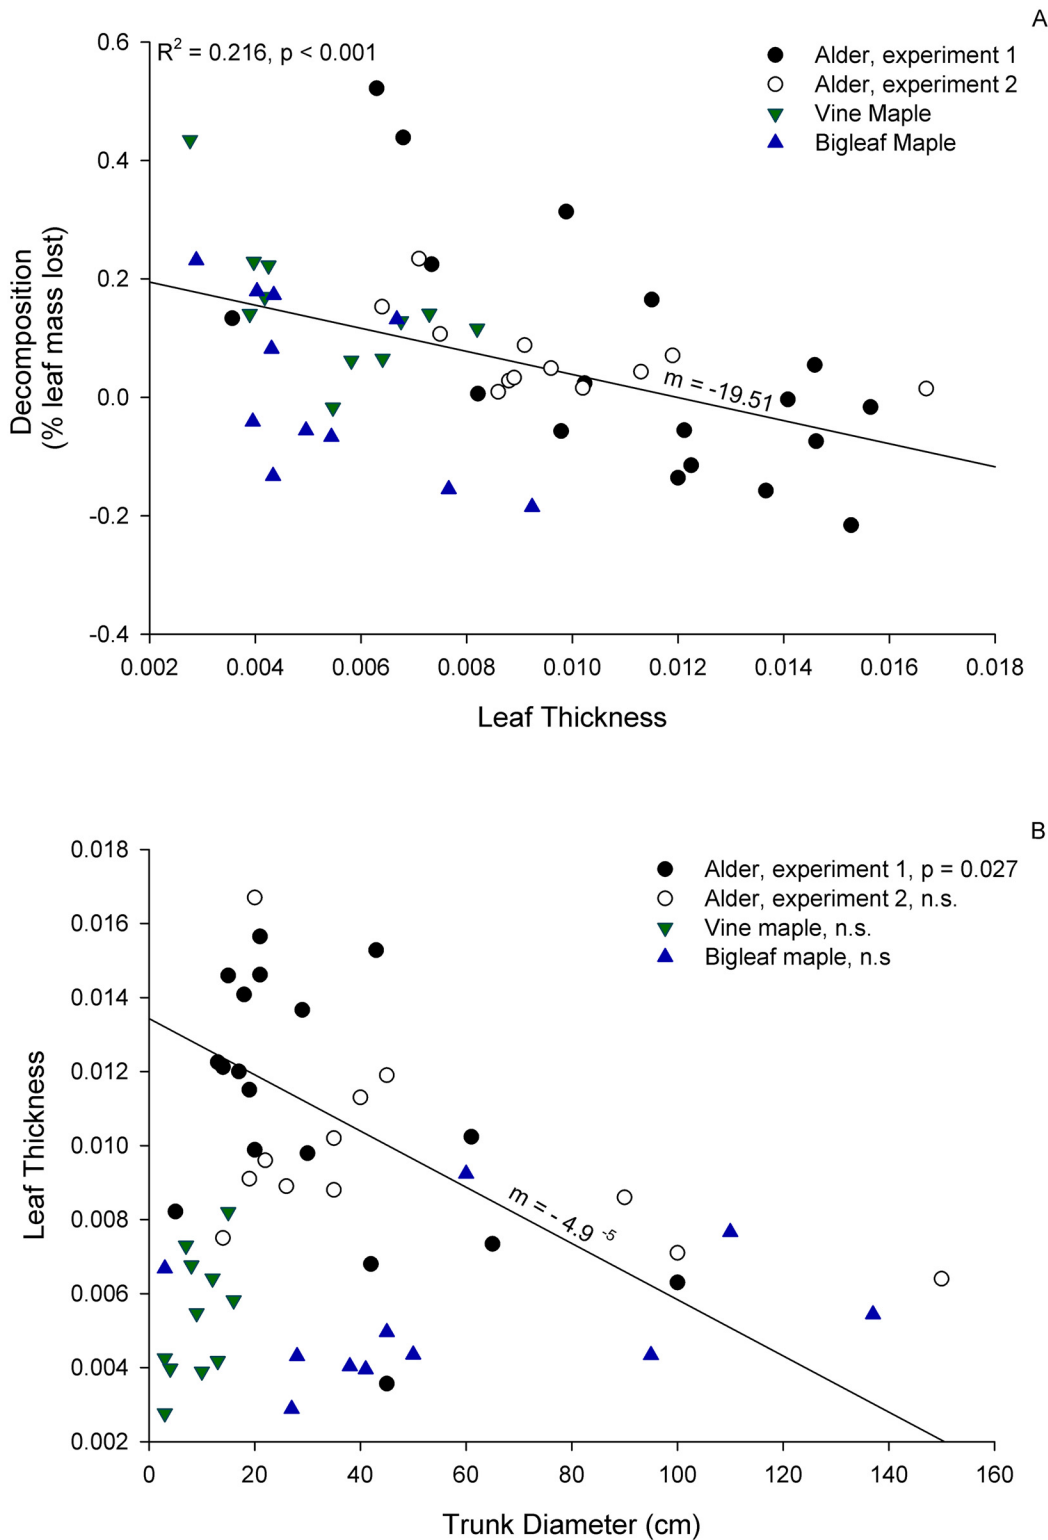 A
R² = 0.216, p < 0.001
Alder, experiment 1
Alder, experiment 2
Vine Maple
Bigleaf Maple
0.6
0.4
0.2
0.0
-0.2
-0.4
Decomposition
(% leaf mass lost)
m = -19.51
0.002 0.004 0.006 0.008 0.010 0.012 0.014 0.016 0.018
Leaf Thickness
B
Alder, experiment 1, p = 0.027
Alder, experiment 2, n.s.
Vine maple, n.s.
Bigleaf maple, n.s
0.018
0.016
0.014
0.012
0.010
0.008
0.006
0.004
0.002
Leaf Thickness
m = - 4.9 ⁻⁵
0 20 40 60 80 100 120 140 160
Trunk Diameter (cm)